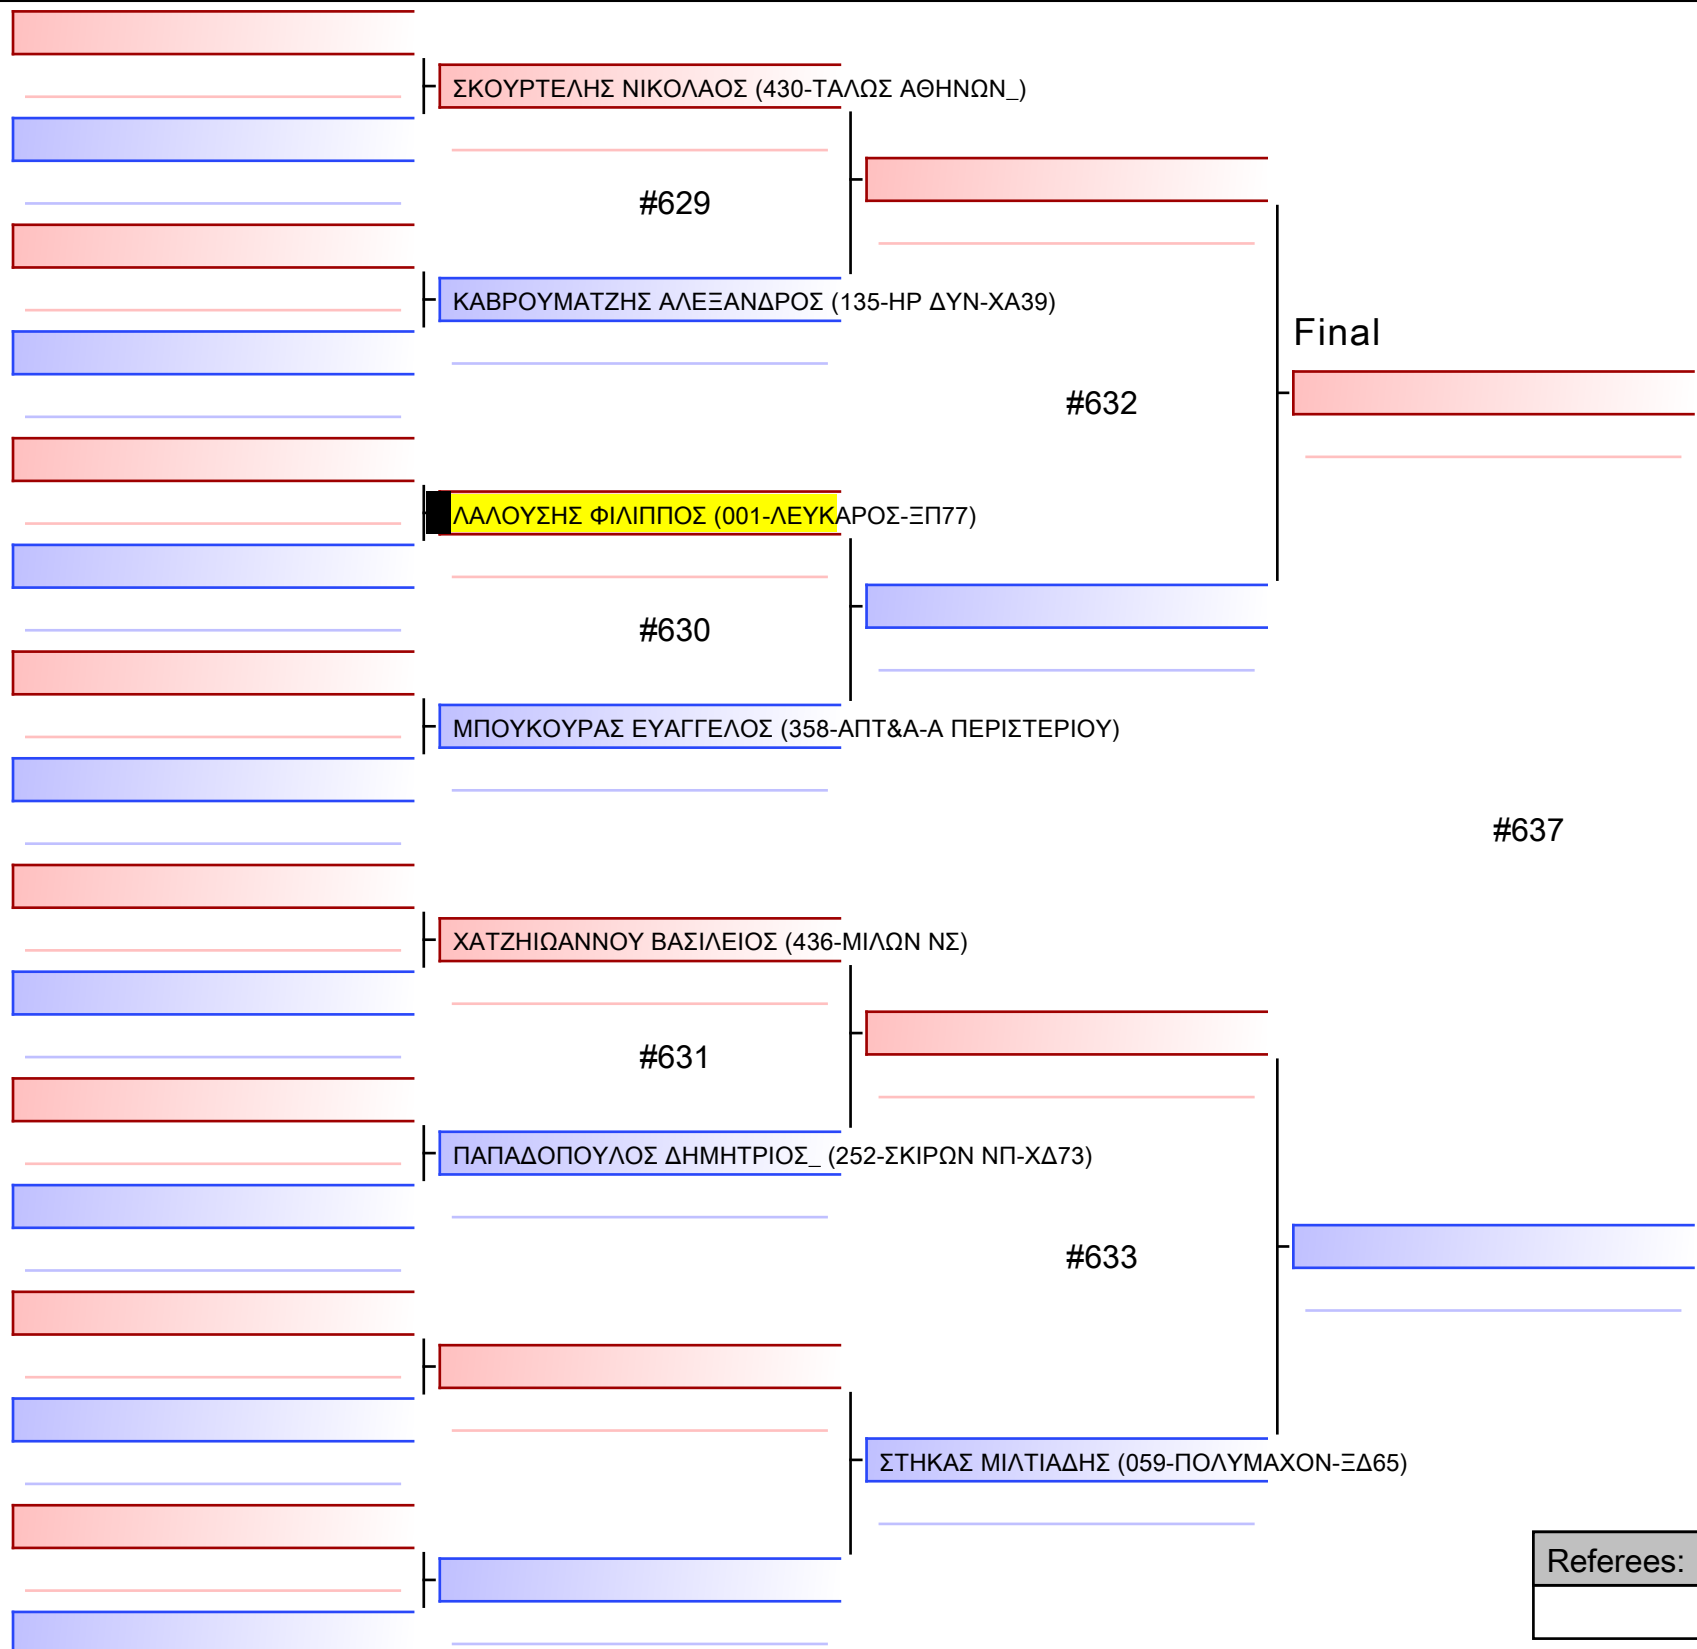 ΣΚΟΥΡΤΕΛΗΣ ΝΙΚΟΛΑΟΣ (430-ΤΑΛΩΣ ΑΘΗΝΩΝ_)
#629
ΚΑΒΡΟΥΜΑΤΖΗΣ ΑΛΕΞΑΝΔΡΟΣ (135-ΗΡ ΔΥΝ-ΧΑ39)
Final
#632
ΛΑΛΟΥΣΗΣ ΦΙΛΙΠΠΟΣ (001-ΛΕΥΚΑΡΟΣ-ΞΠ77)
#630
ΜΠΟΥΚΟΥΡΑΣ ΕΥΑΓΓΕΛΟΣ (358-ΑΠΤ&Α-Α ΠΕΡΙΣΤΕΡΙΟΥ)
#637
ΧΑΤΖΗΙΩΑΝΝΟΥ ΒΑΣΙΛΕΙΟΣ (436-ΜΙΛΩΝ ΝΣ)
#631
ΠΑΠΑΔΟΠΟΥΛΟΣ ΔΗΜΗΤΡΙΟΣ_ (252-ΣΚΙΡΩΝ ΝΠ-ΧΔ73)
#633
ΣΤΗΚΑΣ ΜΙΛΤΙΑΔΗΣ (059-ΠΟΛΥΜΑΧΟΝ-ΞΔ65)
Referees: